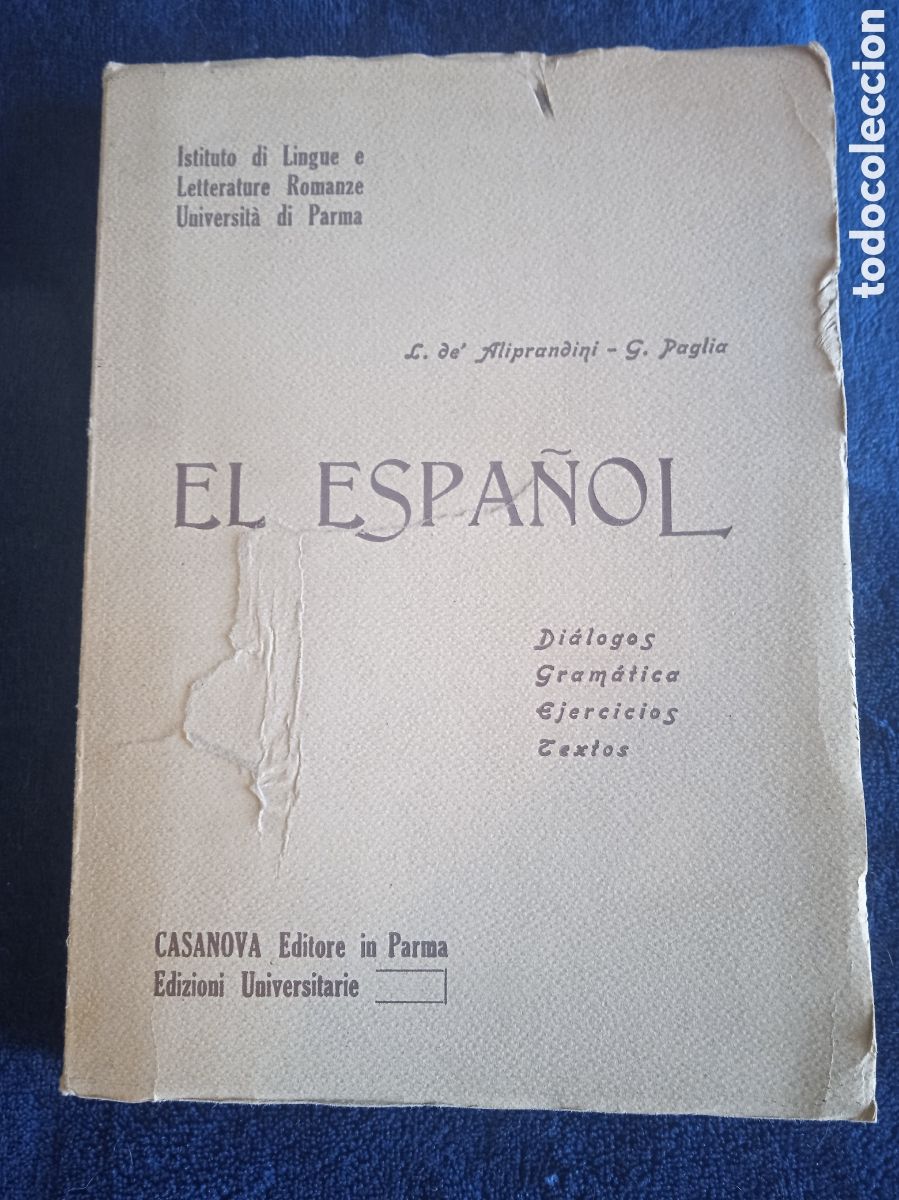 Istituto di Lingue e
Letterature Romanze
Università di Parma
L. de' Aliprandini - G. Paglia
EL ESPAÑOL
Diálogos
Gramática
Ejercicios
Textos
CASANOVA Editore in Parma
Edizioni Universitarie
todocoleccion